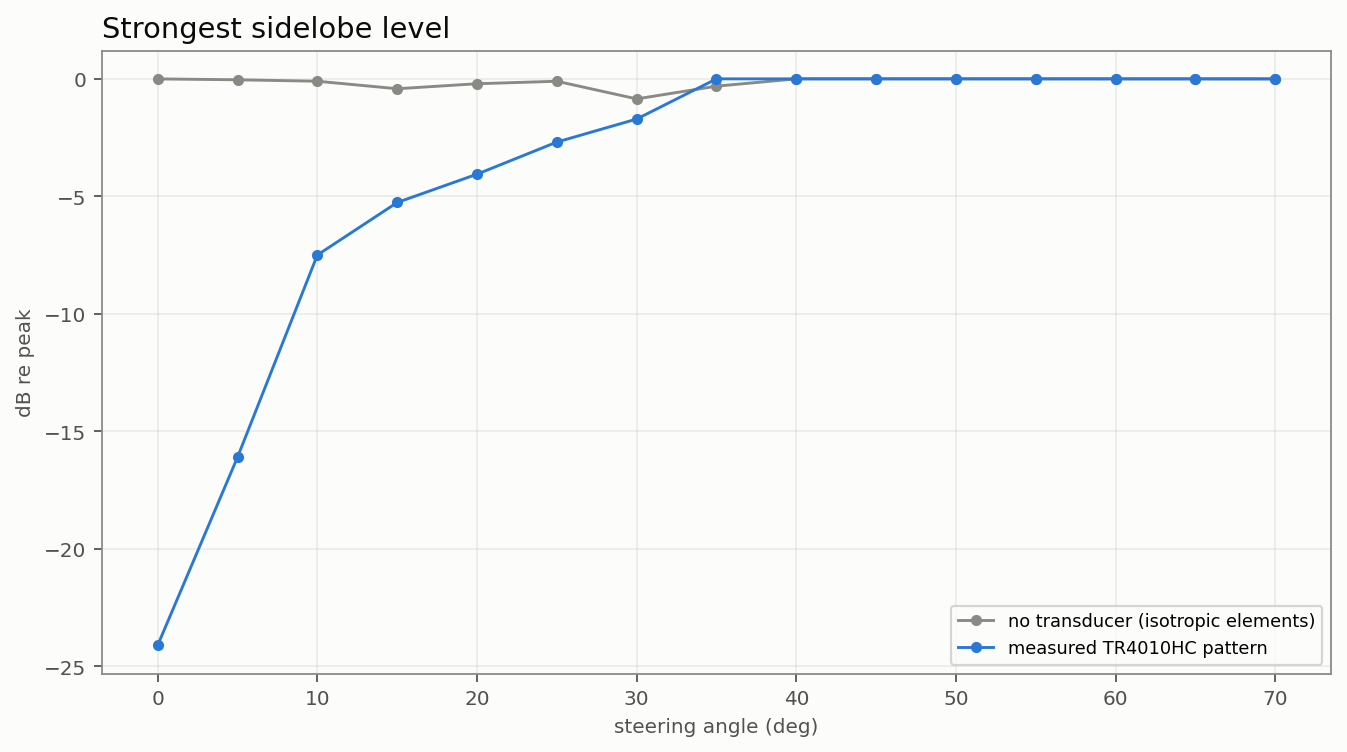 Strongest sidelobe level
dB re peak
0
−5
−10
−15
−20
−25
0 10 20 30 40 50 60 70
steering angle (deg)
no transducer (isotropic elements)
measured TR4010HC pattern